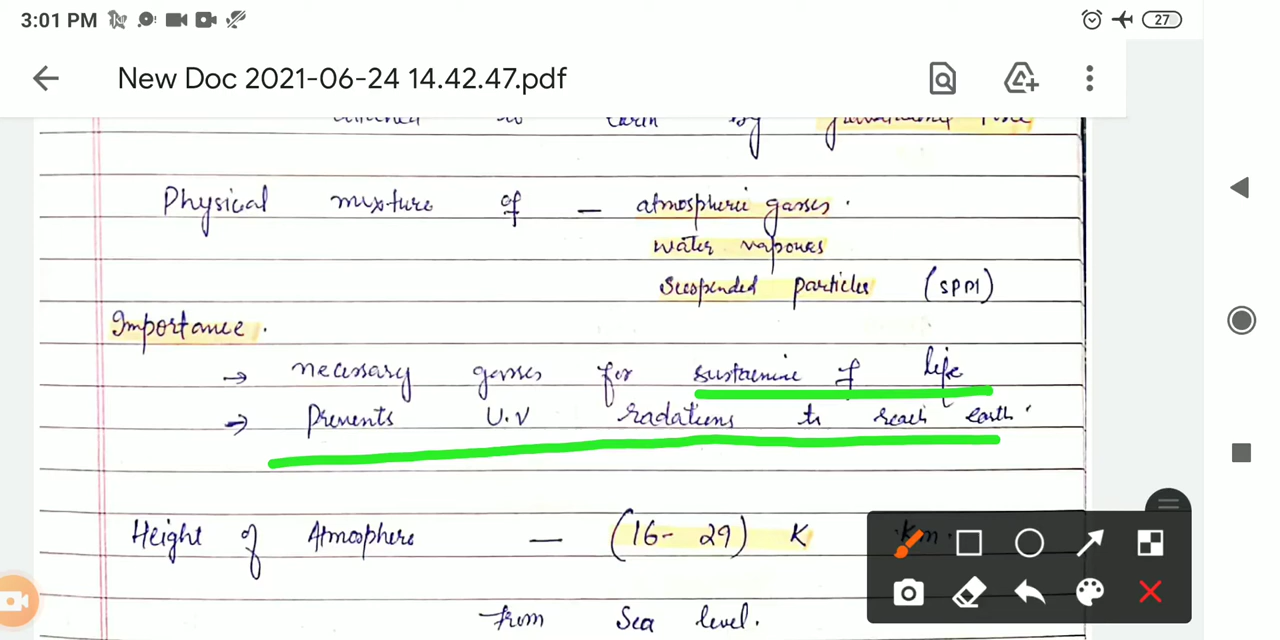 3:01 PM 27
New Doc 2021-06-24 14.42.47.pdf
by
Physical mixture of — atmospheric gasses.
water vapours
Suspended particles (SPM)
Importance.
→ necessary gasses for of life
→ Prevents U.V radations to reach earth.
Height of Atmosphere — (16- 29) K Km.
from Sea level.